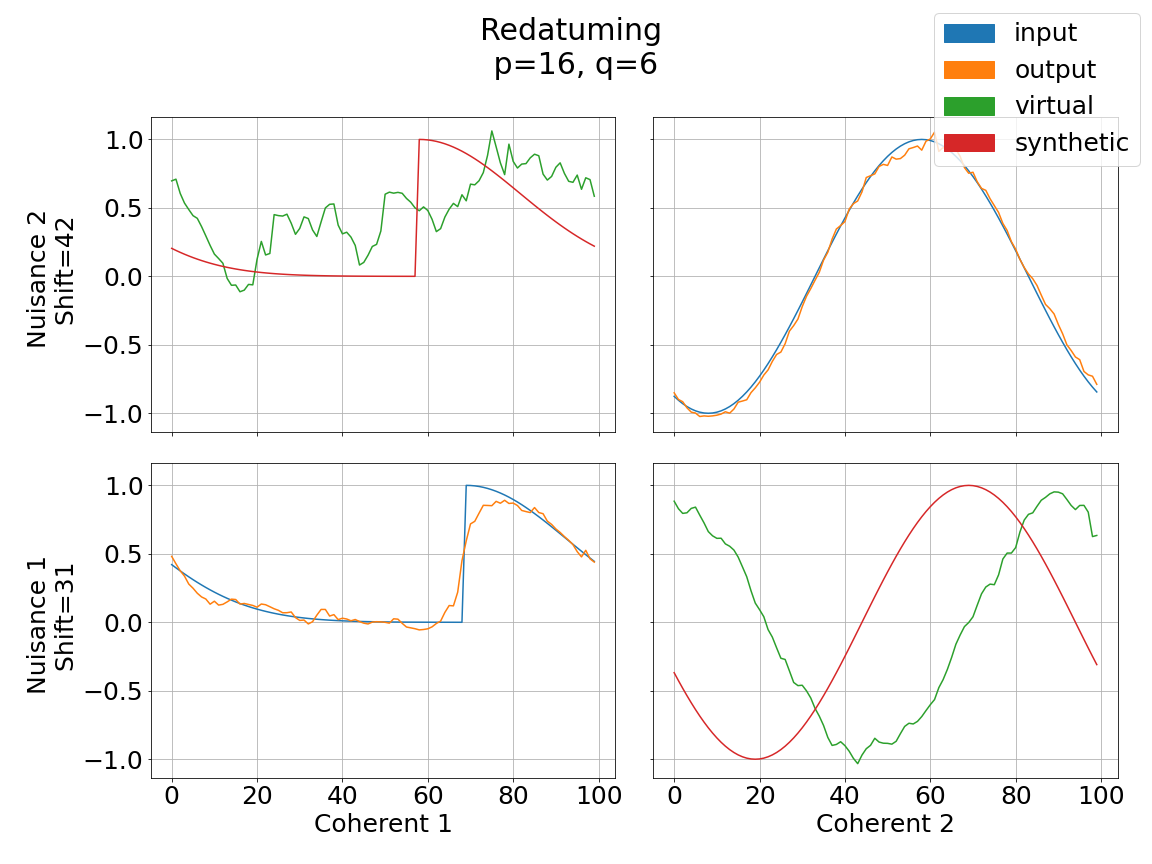 Redatuming
p=16, q=6
input
output
virtual
synthetic
Nuisance 2
Shift=42
1.0
0.5
0.0
−0.5
−1.0
Nuisance 1
Shift=31
1.0
0.5
0.0
−0.5
−1.0
0 20 40 60 80 100
0 20 40 60 80 100
Coherent 1
Coherent 2